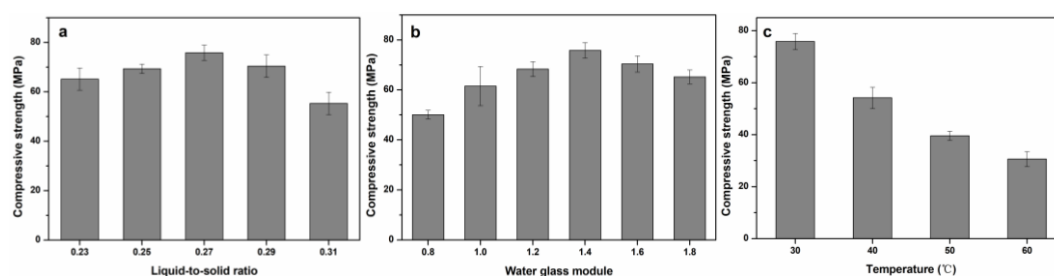 a
Compressive strength (MPa)
80
60
40
20
0
0.23 0.25 0.27 0.29 0.31
Liquid-to-solid ratio
b
Compressive strength (MPa)
80
60
40
20
0
0.8 1.0 1.2 1.4 1.6 1.8
Water glass module
c
Compressive strength (MPa)
80
60
40
20
0
30 40 50 60
Temperature (℃)